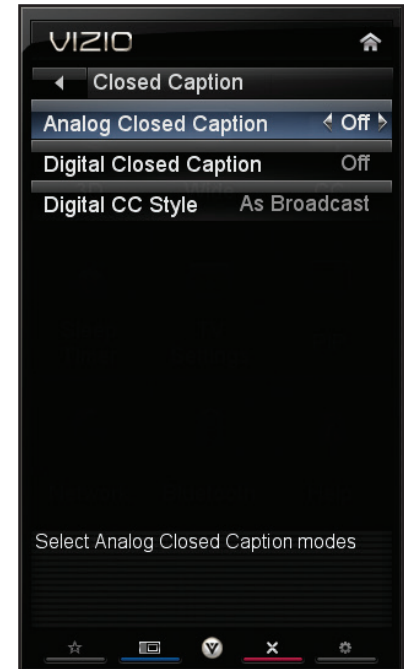 VIZIO
Closed Caption
Analog Closed Caption Off
Digital Closed Caption Off
Digital CC Style As Broadcast
Select Analog Closed Caption modes
V